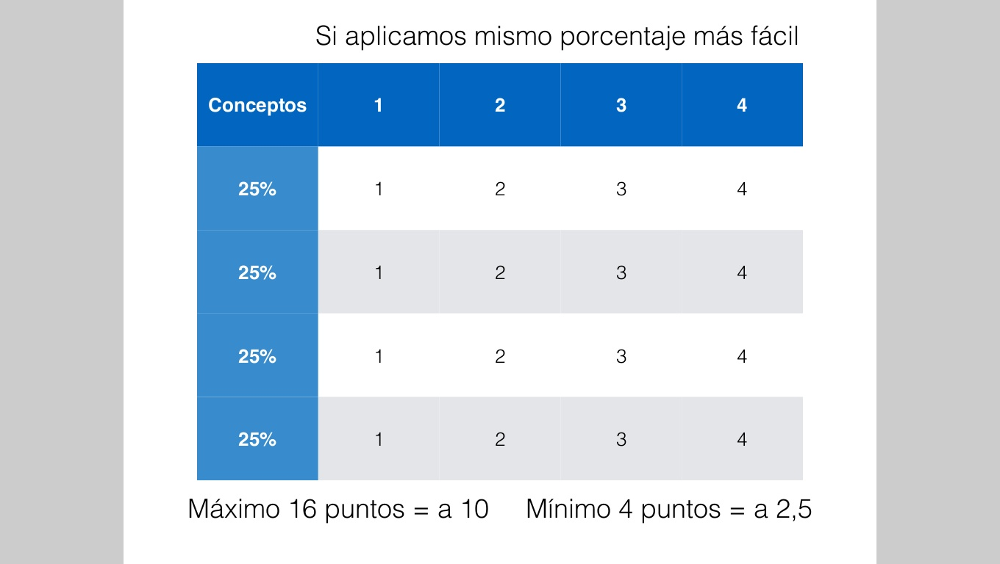 Si aplicamos mismo porcentaje más fácil
Conceptos 1 2 3 4
25% 1 2 3 4
25% 1 2 3 4
25% 1 2 3 4
25% 1 2 3 4
Máximo 16 puntos = a 10 Mínimo 4 puntos = a 2,5